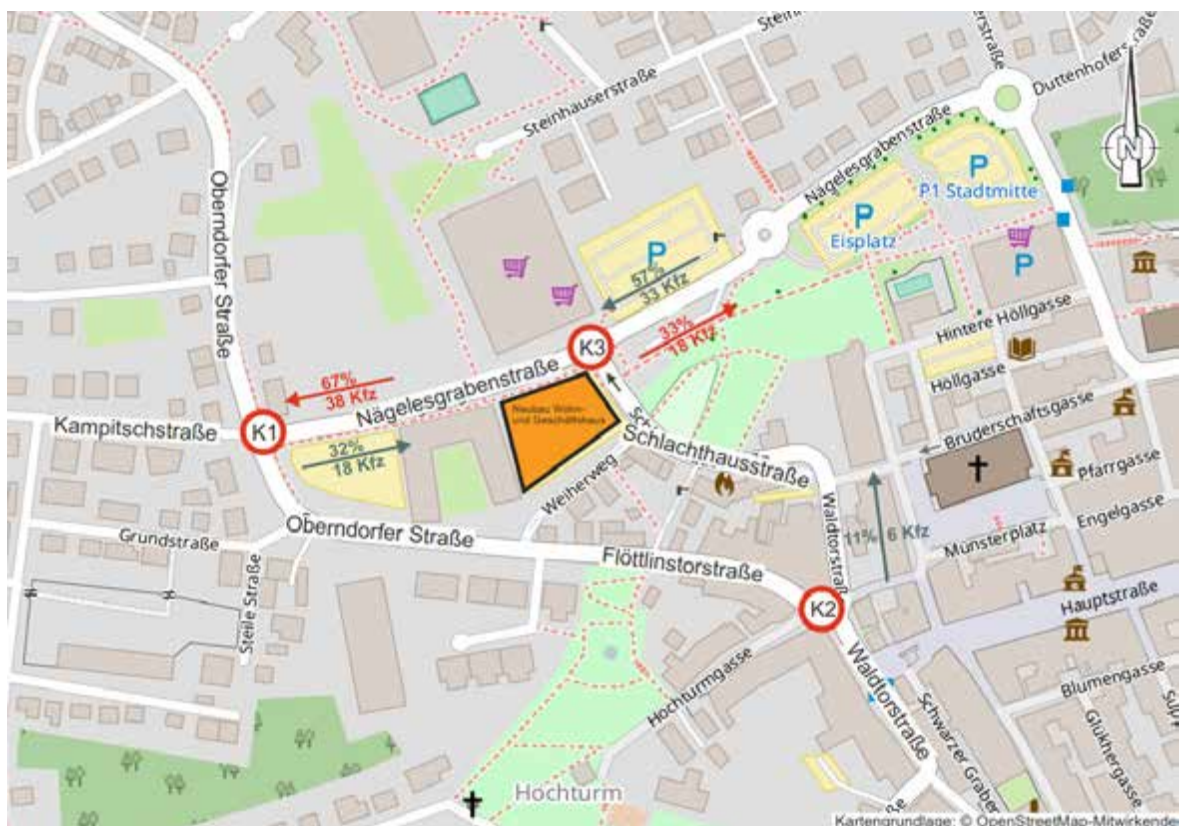 Steinhauserstraße
Duttenhoferstraße
N
Nägelesgrabenstraße
P
P1 Stadtmitte
P
Eisplatz
P
P
Oberndorfer Straße
57%
33 Kfz
33%
18 Kfz
K3
Hintere Höllgasse
Höllgasse
67%
38 Kfz
Nägelesgrabenstraße
Neubau Wohn-
und Geschäftshaus
Kampitschstraße
K1
32%
18 Kfz
Schlachthausstraße
Bruderschaftsgasse
Pfarrgasse
Weiherweg
Engelgasse
Oberndorfer Straße
Grundstraße
Waldtorstraß
11%
6 Kfz
Münsterplatz
Flöttlinstorstraße
Steile Straße
K2
Hauptstraße
Hochturmgasse
Waldtorstraße
Blumengasse
Schwarzer Graben
Glükhergasse
Hochturm
Kartengrundlage: © OpenStreetMap-Mitwirkende